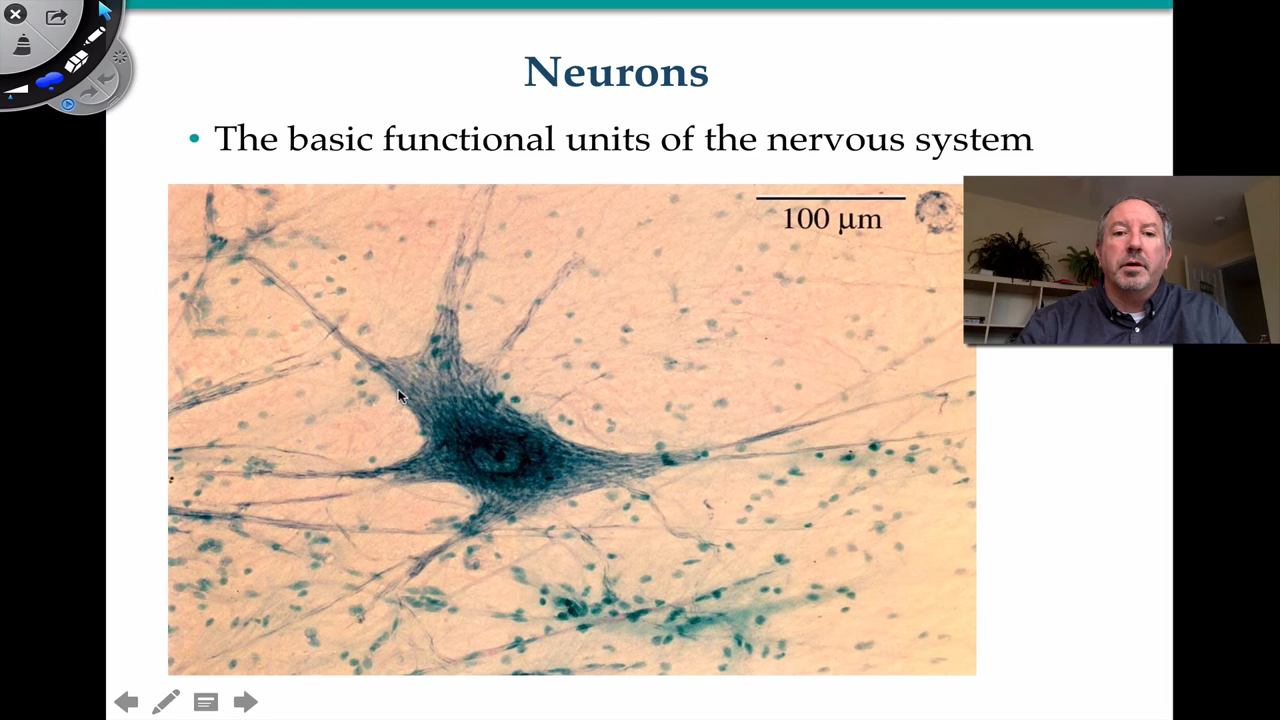 Neurons
• The basic functional units of the nervous system
100 µm